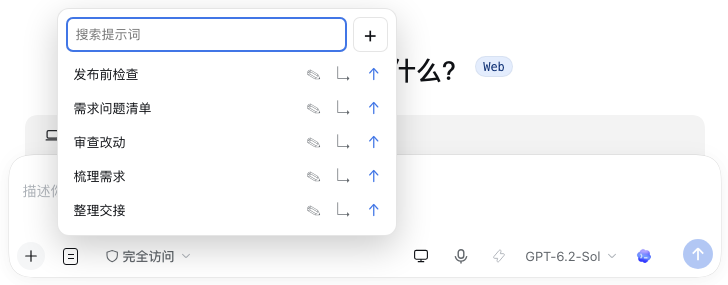 搜索提示词
什么?
Web
发布前检查
需求问题清单
审查改动
梳理需求
整理交接
描述
完全访问
GPT-6.2-Sol